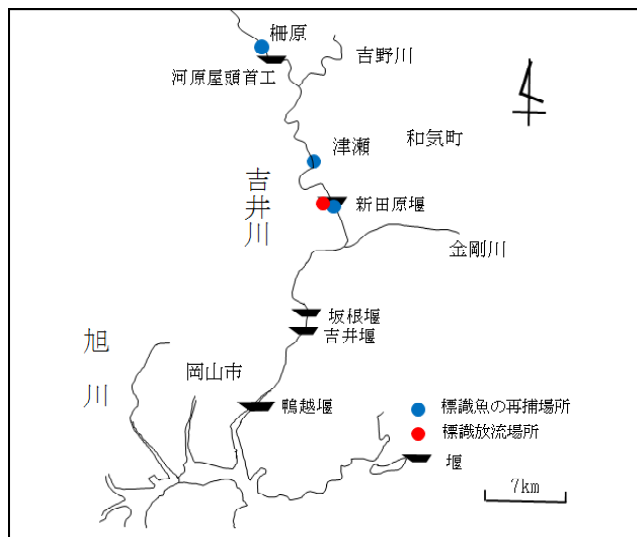 柵原
吉野川
河原屋頭首工
津瀬
和気町
吉井川
新田原堰
金剛川
坂根堰
吉井堰
旭川
岡山市
鴨越堰
標識魚の再捕場所
標識放流場所
堰
7km